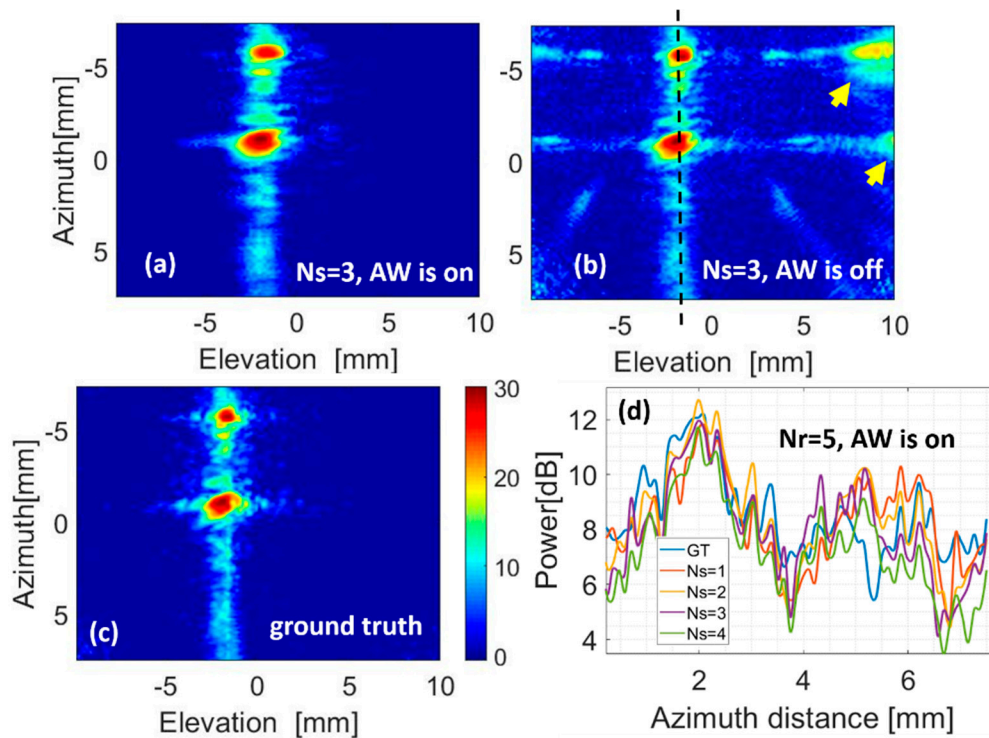 Azimuth[mm]
-5
0
5
(a)
Ns=3, AW is on
-5 0 5 10
Elevation [mm]
Azimuth[mm]
-5
0
5
(b)
Ns=3, AW is off
-5 0 5 10
Elevation [mm]
Azimuth[mm]
-5
0
5
(c)
ground truth
-5 0 5 10
Elevation [mm]
30
20
10
0
Power[dB]
12
10
8
6
4
(d)
Nr=5, AW is on
GT
Ns=1
Ns=2
Ns=3
Ns=4
2 4 6
Azimuth distance [mm]